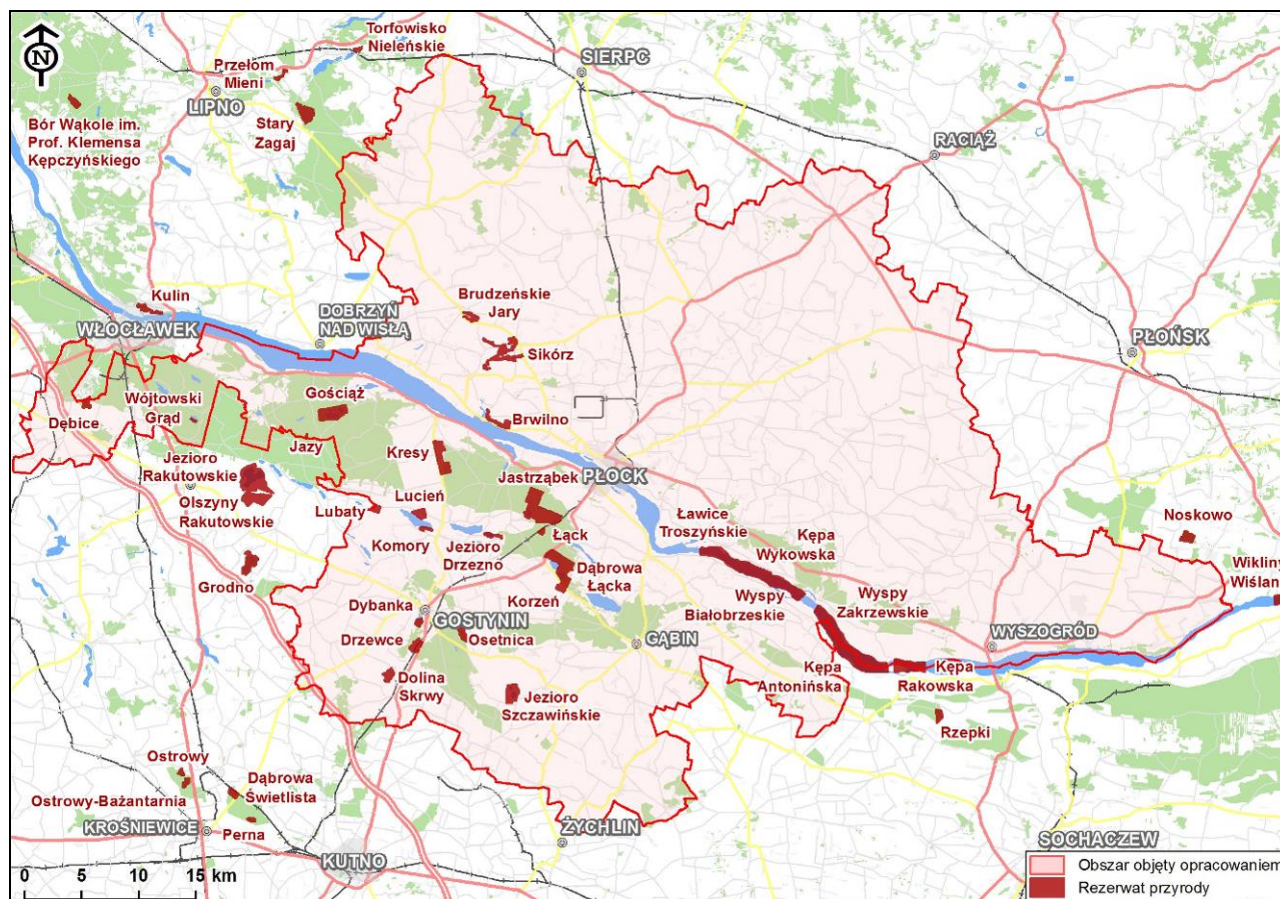 Torfowisko
Nieleńskie
N
SIERPC
Przełom
Mieni
LIPNO
Stary
Zagaj
Bór Wąkole im.
Prof. Klemensa
Kępczyńskiego
RACIĄŻ
Kulin
WŁOCŁAWEK
DOBRZYŃ
NAD WISŁĄ
Brudzeńskie
Jary
Sikórz
PŁOŃSK
Dębice
Wójtowski
Grąd
Gościąż
Jazy
Brwilno
Kresy
Jezioro
Rakutowskie
Olszyny
Rakutowskie
Jastrząbek
PŁOCK
Lucień
Lubaty
Komory
Jezioro
Drzezno
Łąck
Ławice
Troszyńskie
Kępa
Wykowska
Noskowo
Wikliny
Wiślan
Grodno
Dąbrowa
Łącka
Korzeń
Wyspy
Białobrzeskie
Wyspy
Zakrzewskie
Dybanka
GOSTYNIN
Drzewce
Osetnica
GĄBIN
WYSZOGRÓD
Dolina
Skrwy
Jezioro
Szczawińskie
Kępa
Antonińska
Kępa
Rakowska
Rzepki
Ostrowy
Ostrowy-Bażantarnia
Dąbrowa
Świetlista
KROŚNIEWICE
Perna
KUTNO
ŻYCHLIN
SOCHACZEW
0 5 10 15 km
Obszar objęty opracowaniem
Rezerwat przyrody